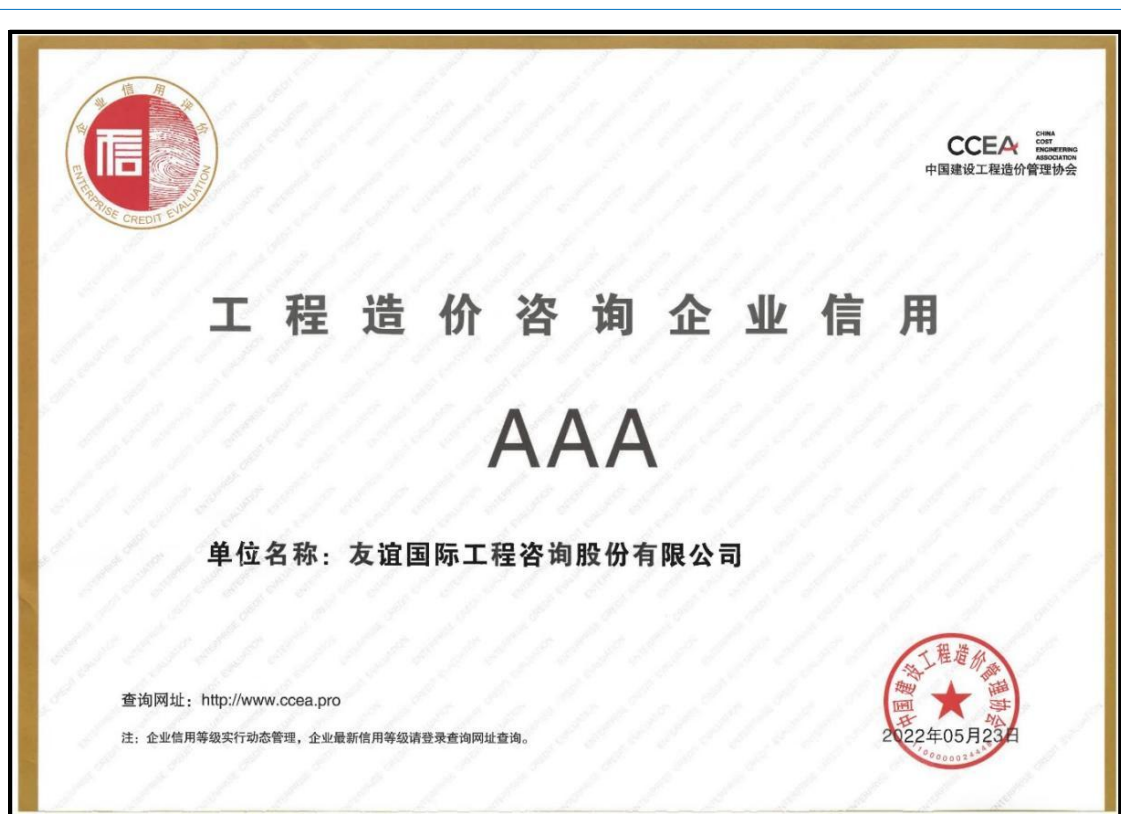 企业信用评价
信
ENTERPRISE CREDIT EVALUATION
CCEA
CHINA
COST
ENGINEERING
ASSOCIATION
中国建设工程造价管理协会
工程造价咨询企业信用
AAA
单位名称：友谊国际工程咨询股份有限公司
查询网址：http://www.ccea.pro
注：企业信用等级实行动态管理，企业最新信用等级请登录查询网址查询。
中国建设工程造价管理协会
2022年05月23日